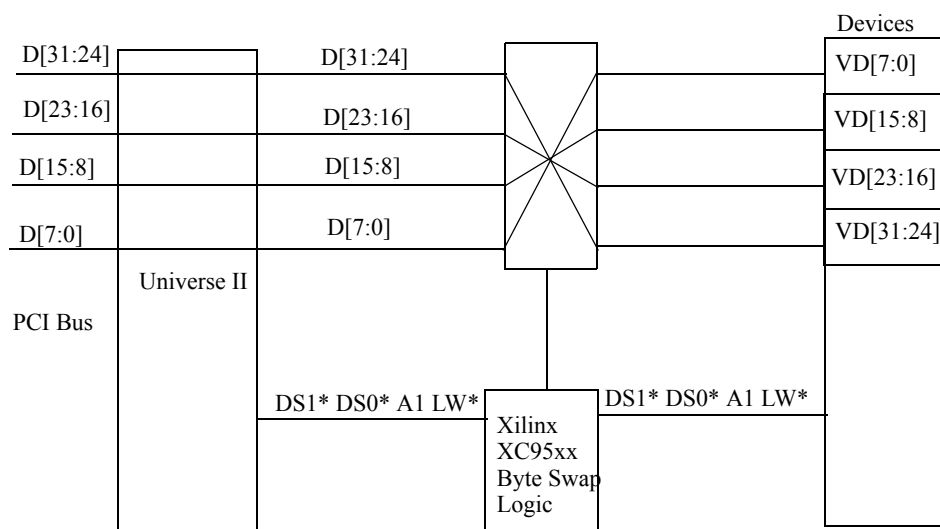 Devices
D[31:24]
D[31:24]
VD[7:0]
D[23:16]
D[23:16]
VD[15:8]
D[15:8]
D[15:8]
VD[23:16]
D[7:0]
D[7:0]
VD[31:24]
Universe II
PCI Bus
DS1* DS0* A1 LW*
DS1* DS0* A1 LW*
Xilinx
XC95xx
Byte Swap
Logic